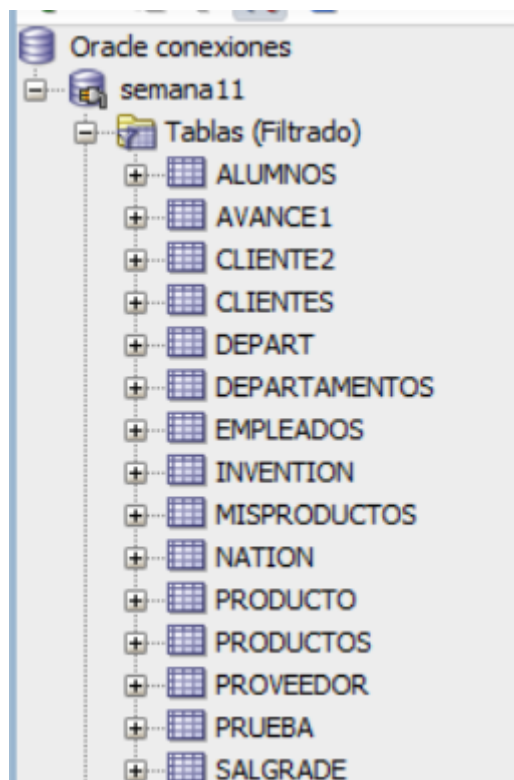 Oracle conexiones
semana11
Tablas (Filtrado)
ALUMNOS
AVANCE1
CLIENTE2
CLIENTES
DEPART
DEPARTAMENTOS
EMPLEADOS
INVENTION
MISPRODUCTOS
NATION
PRODUCTO
PRODUCTOS
PROVEEDOR
PRUEBA
SALGRADE